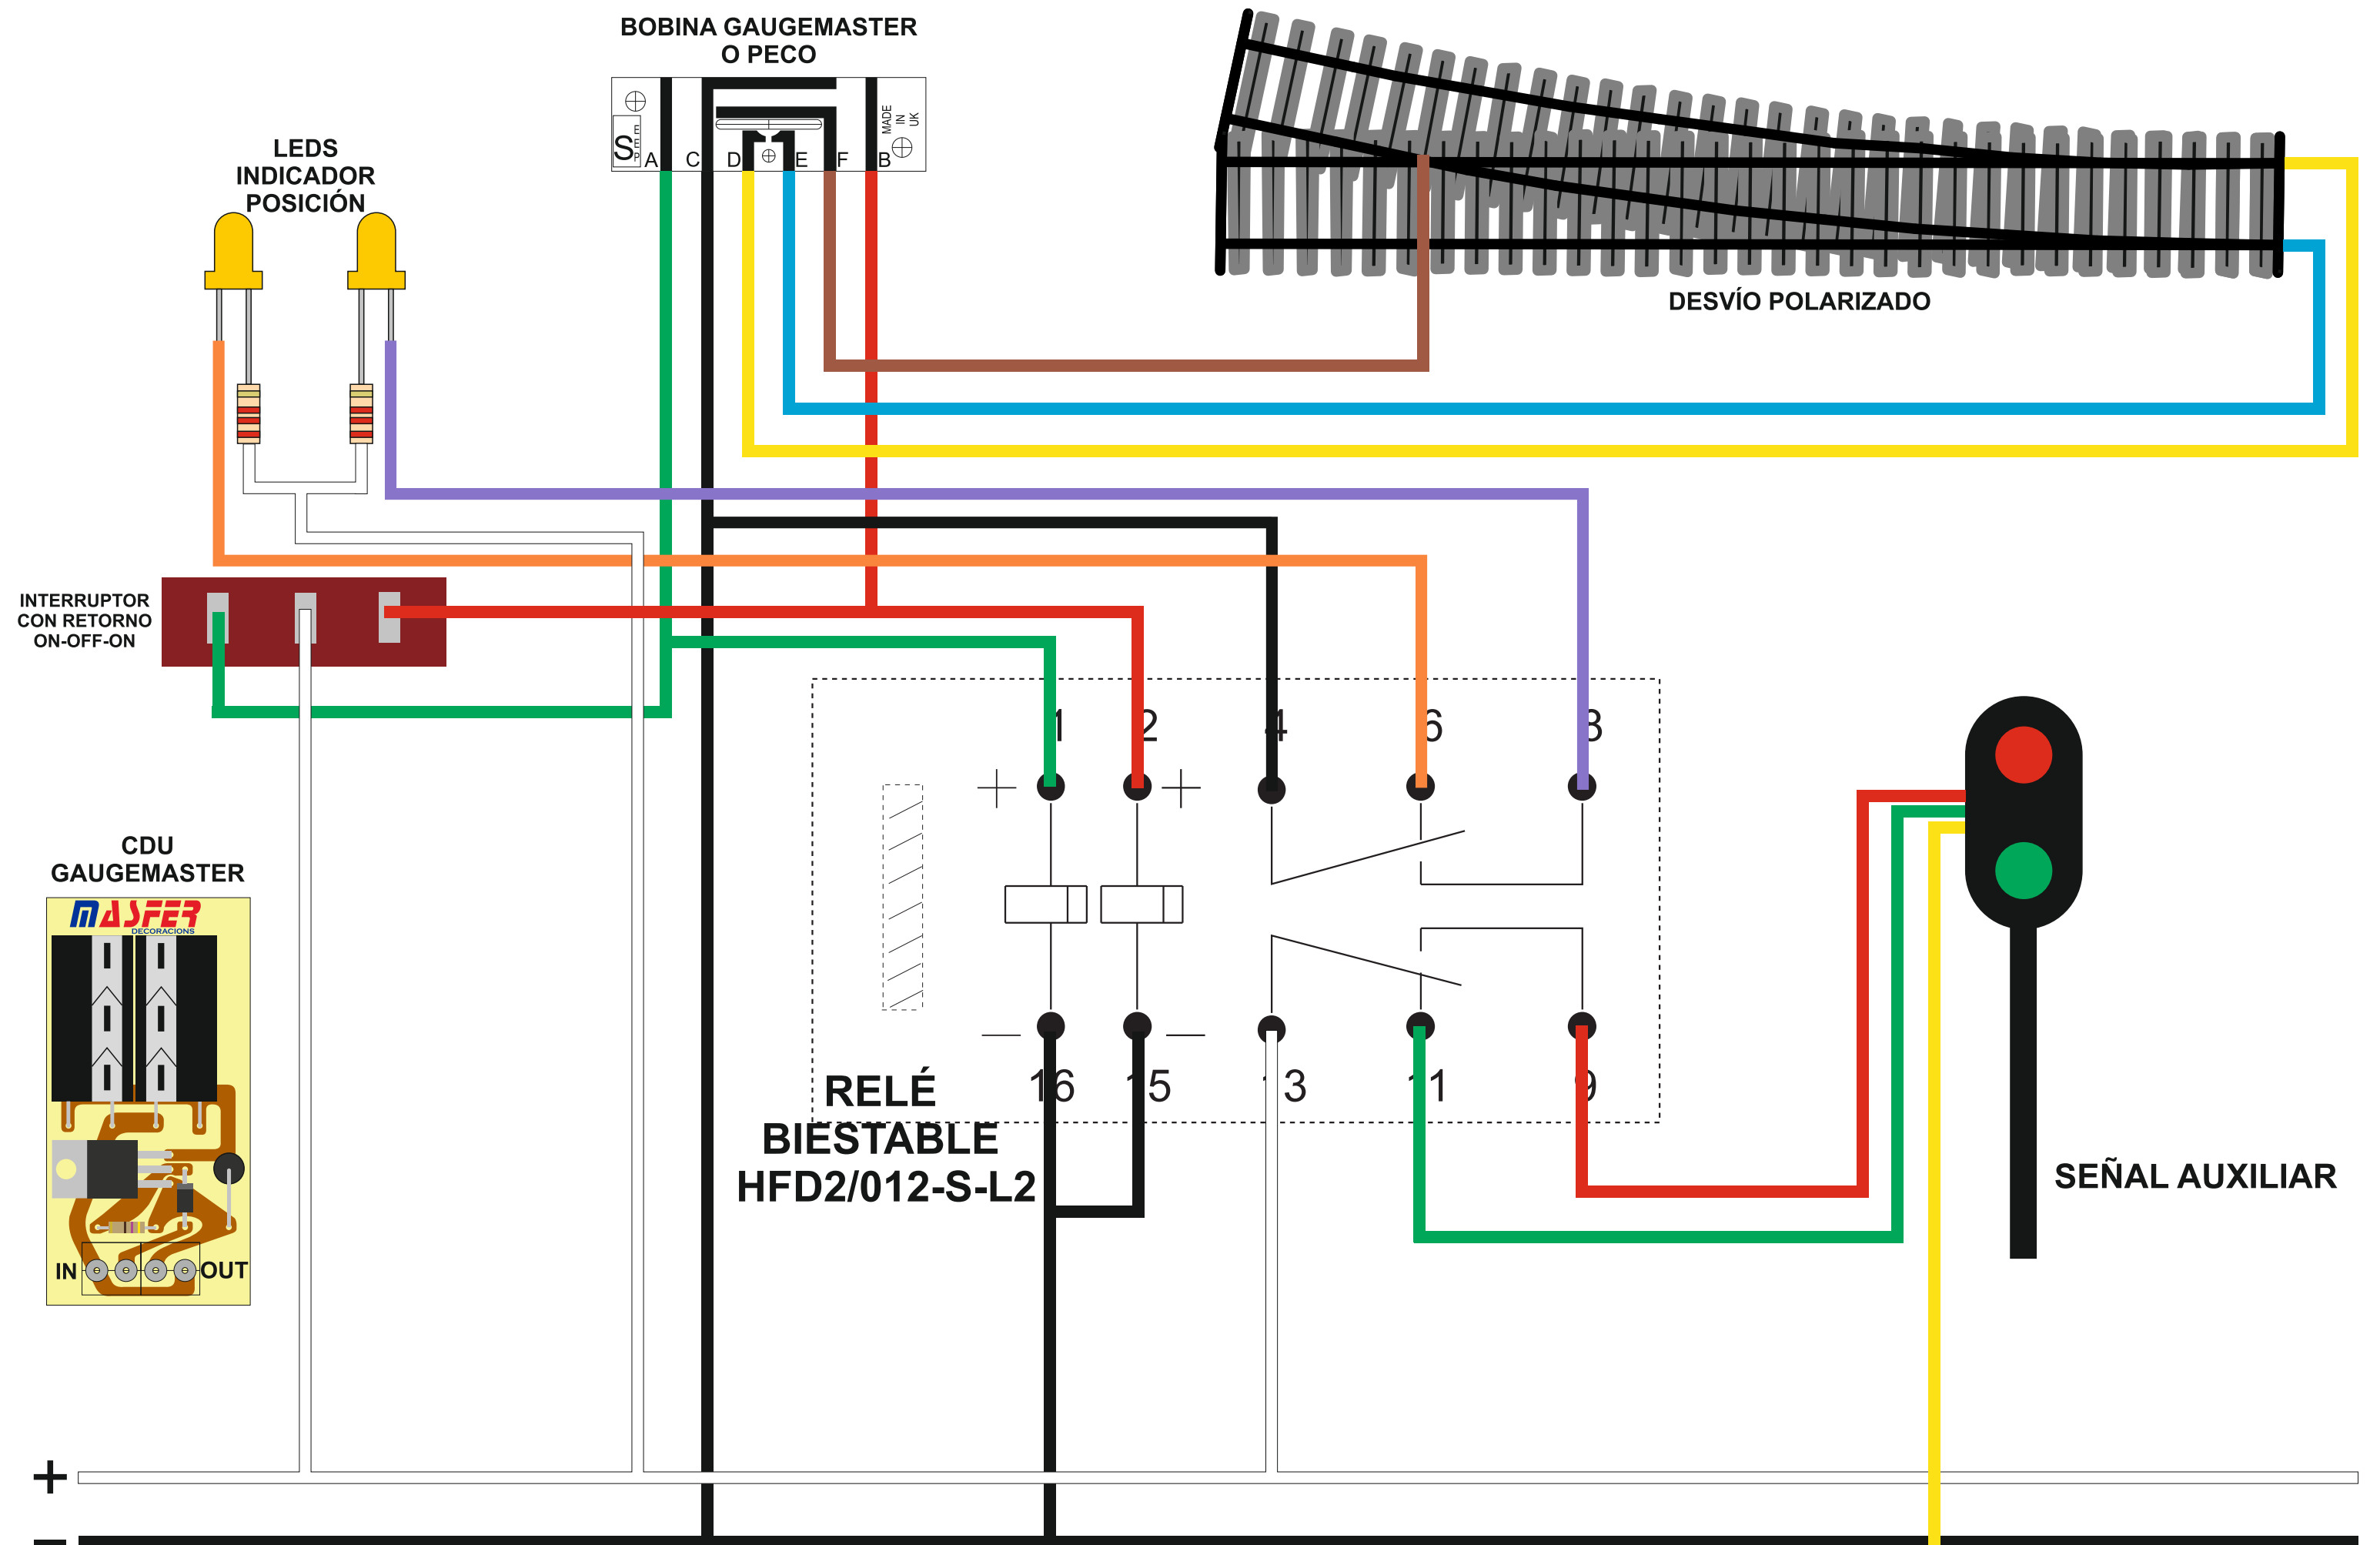 BOBINA GAUGEMASTER
O PECO
S
EEP
A
C
D
E
F
B
MADE
IN
UK
LEDS
INDICADOR
POSICIÓN
DESVÍO POLARIZADO
INTERRUPTOR
CON RETORNO
ON-OFF-ON
1
2
4
6
8
+
+
CDU
GAUGEMASTER
MASFER
DECORACIONS
IN
OUT
—
—
16
15
13
11
9
RELÉ
BIESTABLE
HFD2/012-S-L2
SEÑAL AUXILIAR
+